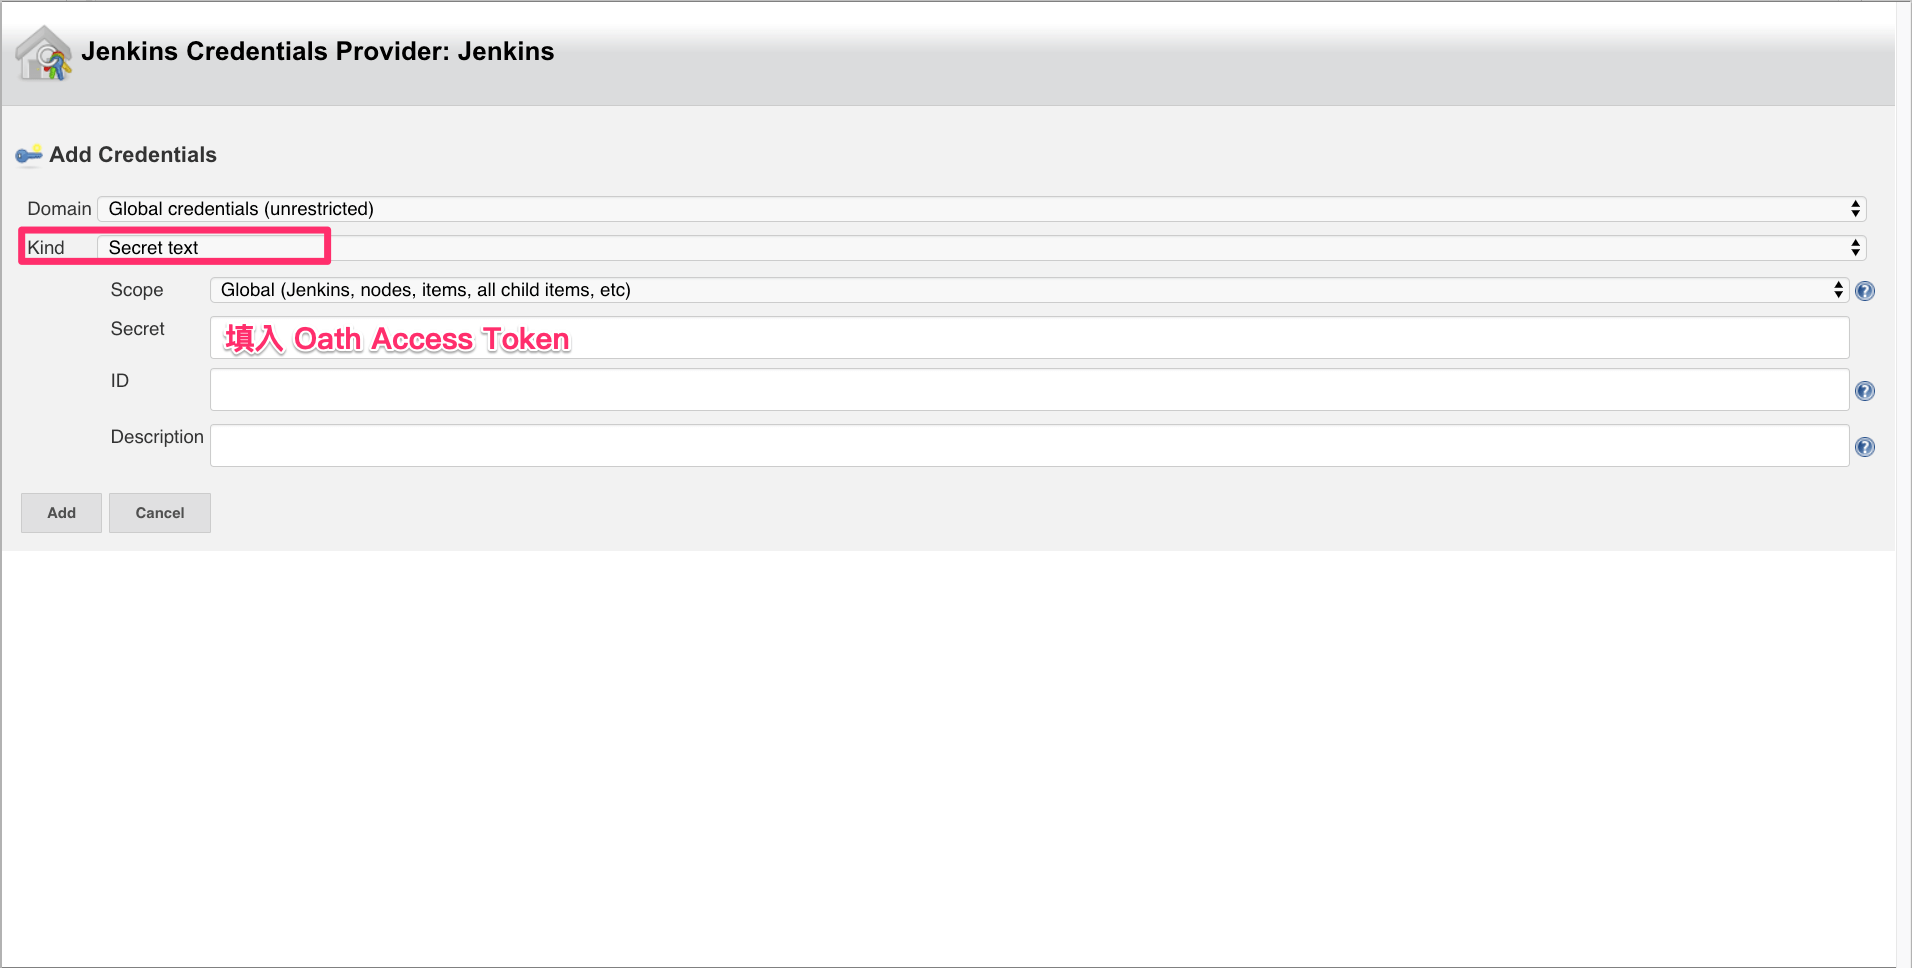 Jenkins Credentials Provider: Jenkins
Add Credentials
Domain Global credentials (unrestricted)
Kind Secret text
Scope Global (Jenkins, nodes, items, all child items, etc)
Secret 填入 Oath Access Token
ID
Description
Add Cancel